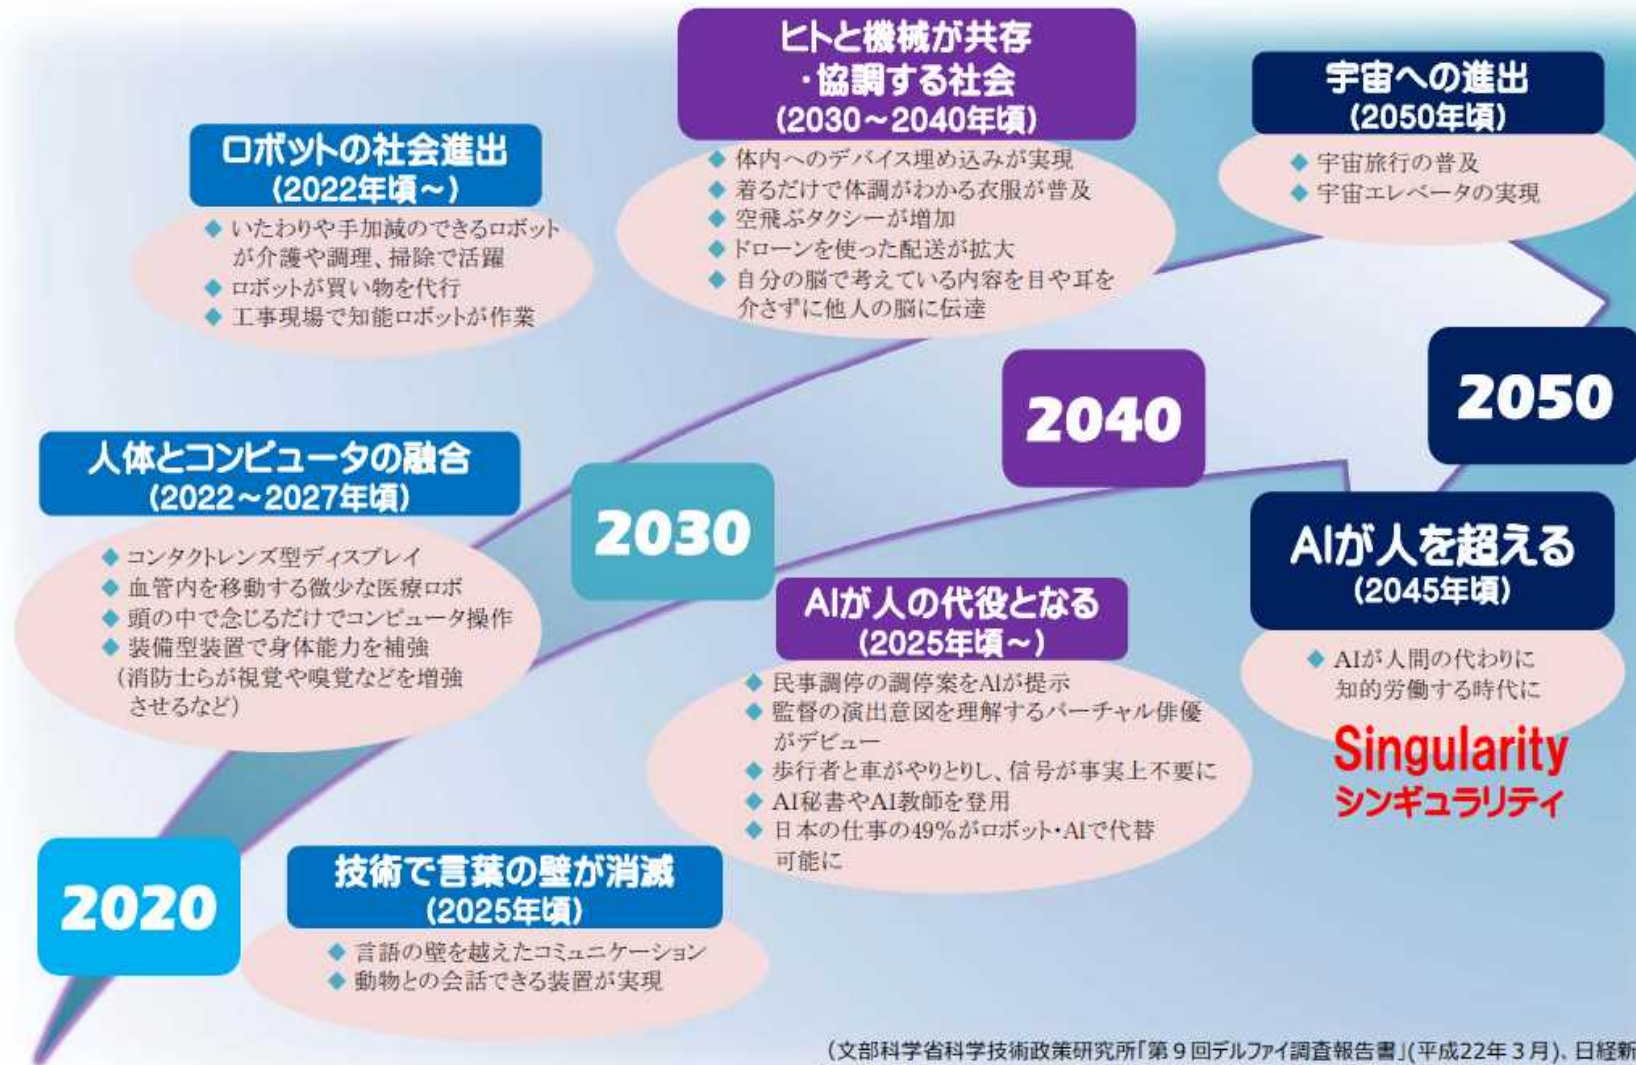 ヒトと機械が共存
・協調する社会
(2030～2040年頃)
◆ 体内へのデバイス埋め込みが実現
◆ 着るだけで体調がわかる衣服が普及
◆ 空飛ぶタクシーが増加
◆ ドローンを使った配送が拡大
◆ 自分の脳で考えている内容を目や耳を
介さずに他人の脳に伝達
宇宙への進出
(2050年頃)
◆ 宇宙旅行の普及
◆ 宇宙エレベータの実現
ロボットの社会進出
(2022年頃～)
◆ いたわりや手加減のできるロボット
が介護や調理、掃除で活躍
◆ ロボットが買い物を代行
◆ 工事現場で知能ロボットが作業
2050
2040
人体とコンピュータの融合
(2022～2027年頃)
◆ コンタクトレンズ型ディスプレイ
◆ 血管内を移動する微少な医療ロボ
◆ 頭の中で念じるだけでコンピュータ操作
◆ 装備型装置で身体能力を補強
(消防士らが視覚や嗅覚などを増強
させるなど)
2030
AIが人を超える
(2045年頃)
◆ AIが人間の代わりに
知的労働する時代に
Singularity
シンギュラリティ
AIが人の代役となる
(2025年頃～)
◆ 民事調停の調停案をAIが提示
◆ 監督の演出意図を理解するバーチャル俳優
がデビュー
◆ 歩行者と車がやりとりし、信号が事実上不要に
◆ AI秘書やAI教師を登用
◆ 日本の仕事の49%がロボット・AIで代替
可能に
2020
技術で言葉の壁が消滅
(2025年頃)
◆ 言語の壁を越えたコミュニケーション
◆ 動物との会話できる装置が実現
(文部科学省科学技術政策研究所「第９回デルファイ調査報告書」(平成22年３月)、日経新